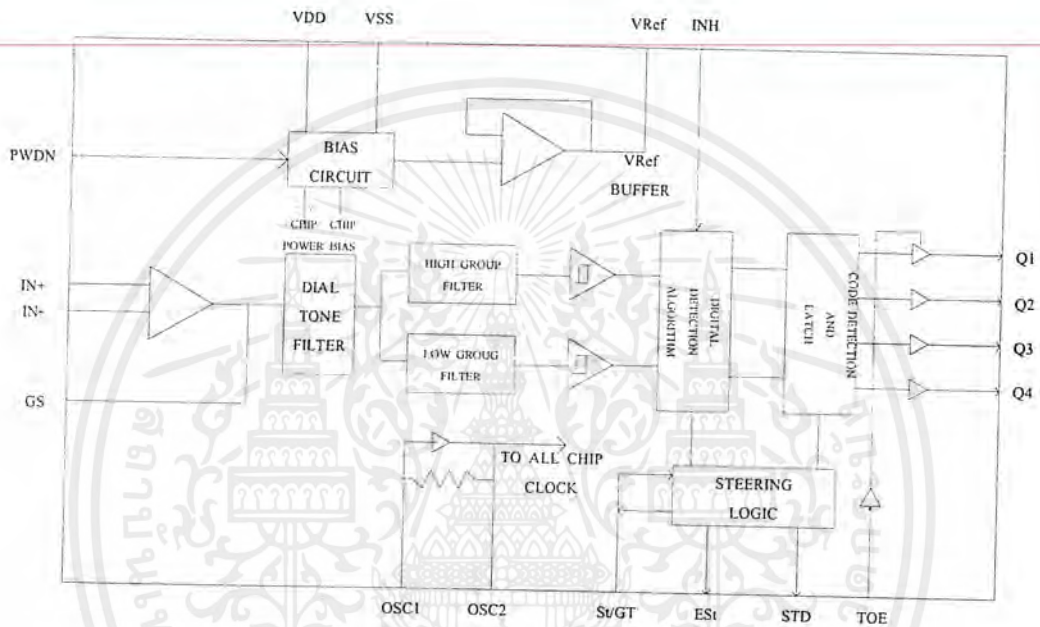 VDD VSS VRef INH
PWDN
BIAS
CIRCUIT
VRef
BUFFER
CHIP CHIP
POWER BIAS
IN+
IN-
GS
DIAL
TONE
FILTER
HIGH GROUP
FILTER
LOW GROUG
FILTER
DIGITAL
DETECTION
ALGORITHM
CODE DETECTION
AND
LATCH
Q1
Q2
Q3
Q4
TO ALL CHIP
CLOCK
STEERING
LOGIC
OSC1 OSC2 St/GT ESt STD TOE